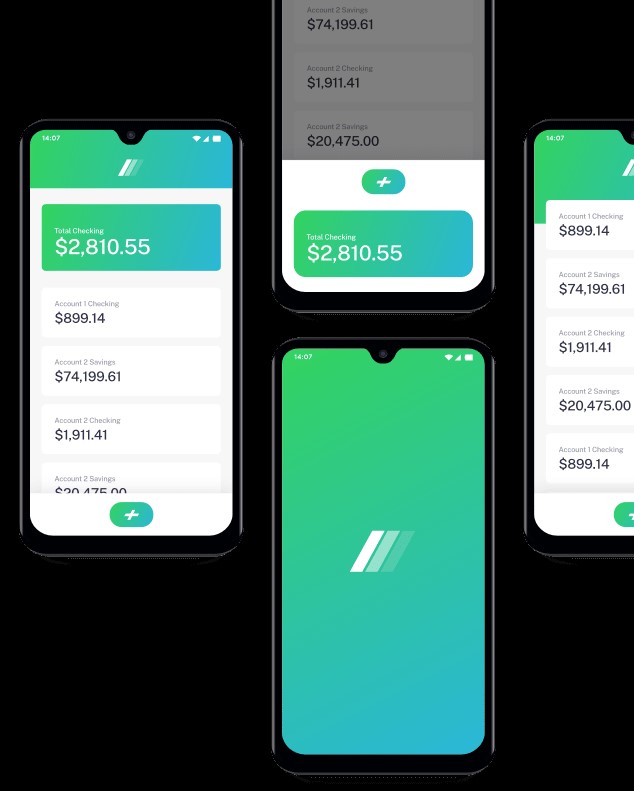 14:07
Total Checking
$2,810.55
Account 1 Checking
$899.14
Account 2 Savings
$74,199.61
Account 2 Checking
$1,911.41
Account 2 Savings
$20,475.00
Account 2 Savings
$74,199.61
Account 2 Checking
$1,911.41
Account 2 Savings
$20,475.00
Total Checking
$2,810.55
14:07
14:07
Account 1 Checking
$899.14
Account 2 Savings
$74,199.61
Account 2 Checking
$1,911.41
Account 2 Savings
$20,475.00
Account 1 Checking
$899.14